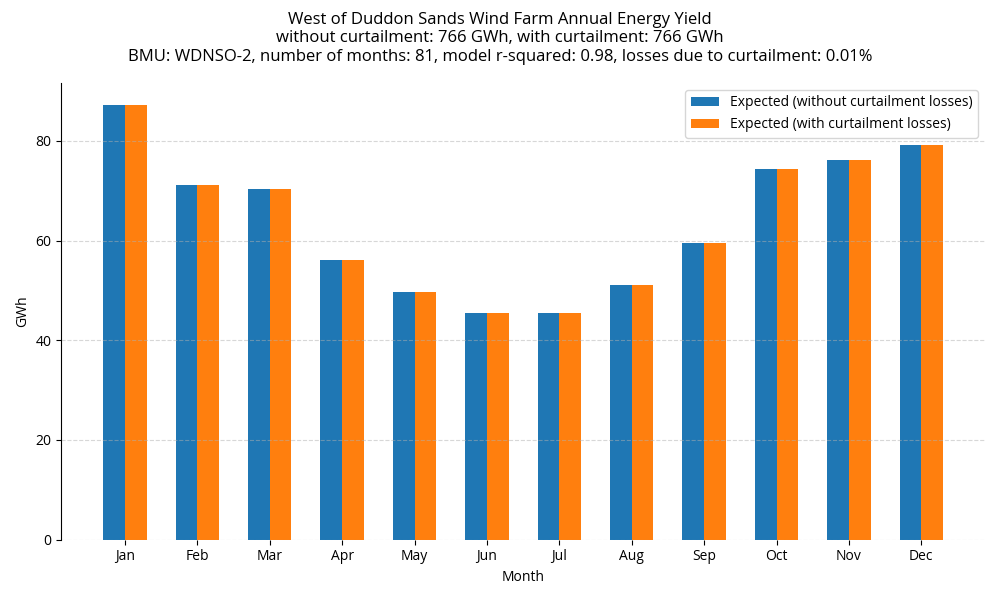 West of Duddon Sands Wind Farm Annual Energy Yield
without curtailment: 766 GWh, with curtailment: 766 GWh
BMU: WDNSO-2, number of months: 81, model r-squared: 0.98, losses due to curtailment: 0.01%
Expected (without curtailment losses)
Expected (with curtailment losses)
80
60
40
20
0
GWh
Jan Feb Mar Apr May Jun Jul Aug Sep Oct Nov Dec
Month